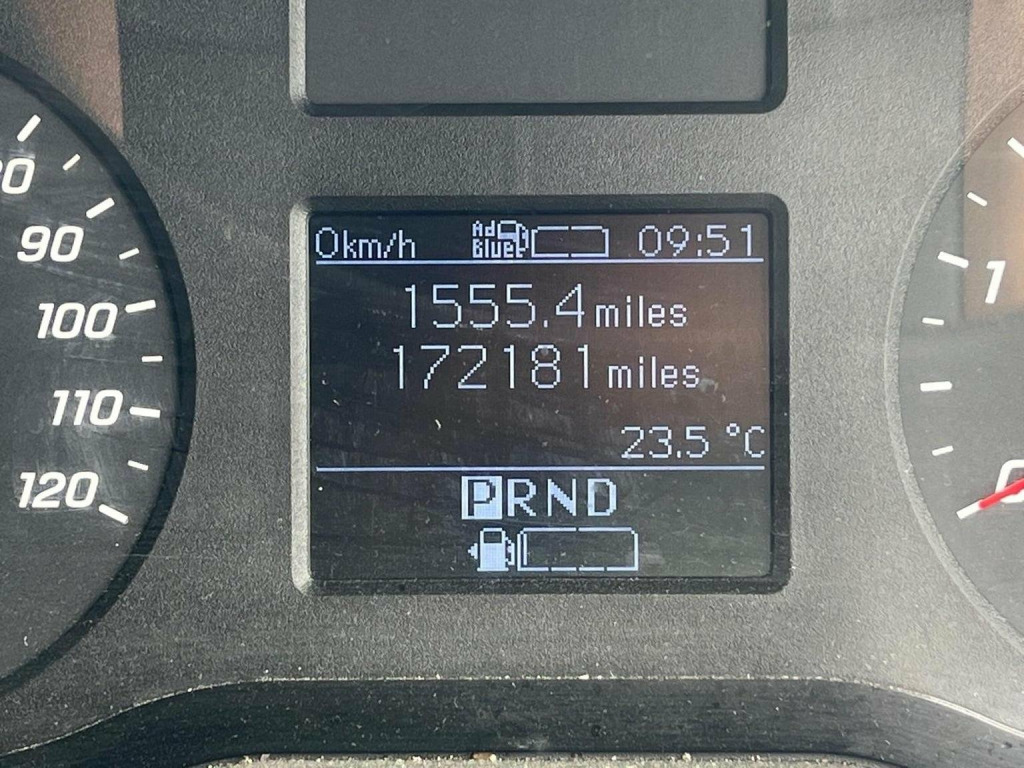 0km/h Ad Blue 09:51
1555.4 miles
172181 miles
23.5 °C
PRND
90
100
110
120
1